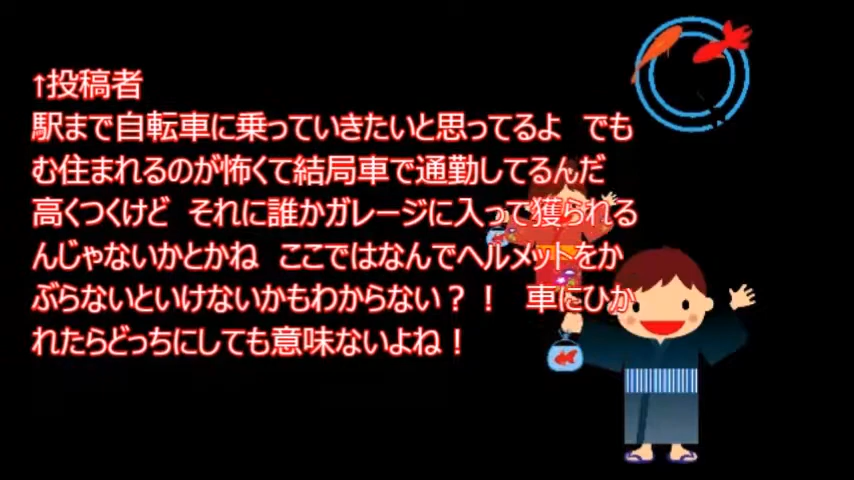 ↑投稿者
駅まで自転車に乗っていきたいと思ってるよ　でも
む住まれるのが怖くて結局車で通勤してるんだ
高くつくけど　それに誰かガレージに入って獲られる
んじゃないかとかね　ここではなんでヘルメットをか
ぶらないといけないかもわからない？！　車にひか
れたらどっちにしても意味ないよね！